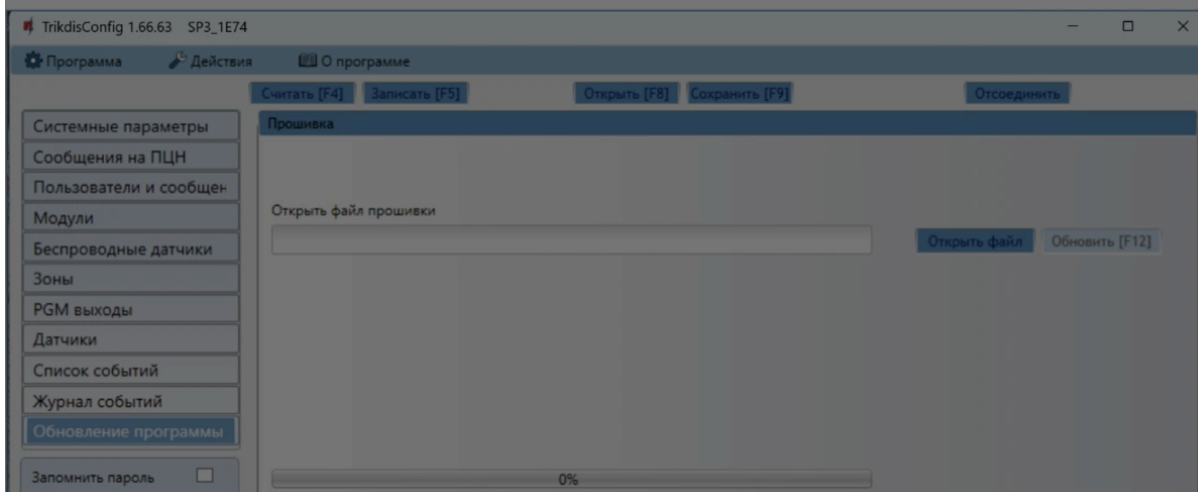 TrikdisConfig 1.66.63 SP3_1E74
Программа Действия О программе
Считать [F4] Записать [F5] Открыть [F8] Сохранить [F9] Отсоединить
Системные параметры
Сообщения на ПЦН
Пользователи и сообщен
Модули
Беспроводные датчики
Зоны
PGM выходы
Датчики
Список событий
Журнал событий
Обновление программы
Запомнить пароль
Прошивка
Открыть файл прошивки
Открыть файл Обновить [F12]
0%